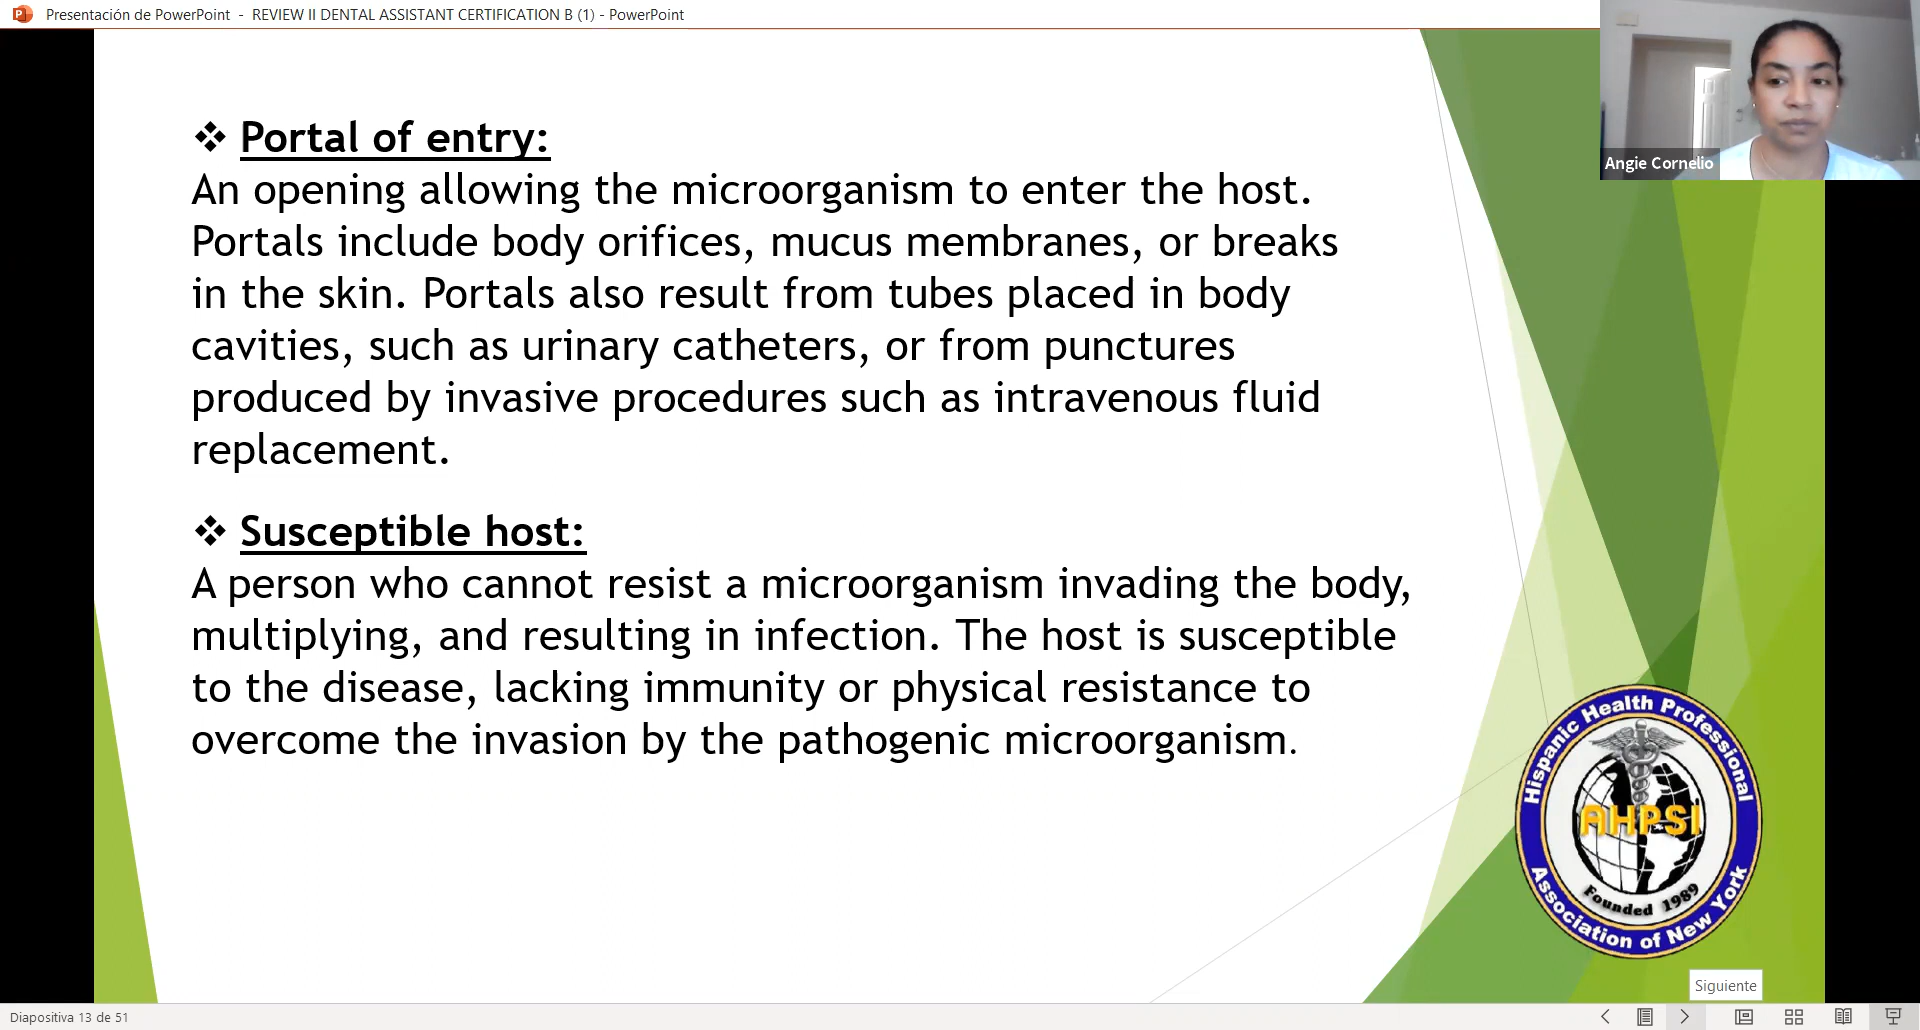 Presentación de PowerPoint - REVIEW II DENTAL ASSISTANT CERTIFICATION B (1) - PowerPoint
Angie Cornelio
❖ Portal of entry:
An opening allowing the microorganism to enter the host.
Portals include body orifices, mucus membranes, or breaks
in the skin. Portals also result from tubes placed in body
cavities, such as urinary catheters, or from punctures
produced by invasive procedures such as intravenous fluid
replacement.
❖ Susceptible host:
A person who cannot resist a microorganism invading the body,
multiplying, and resulting in infection. The host is susceptible
to the disease, lacking immunity or physical resistance to
overcome the invasion by the pathogenic microorganism.
Hispanic Health Professional
AHPSI
Founded 1989
Association of New York
Siguiente
Diapositiva 13 de 51